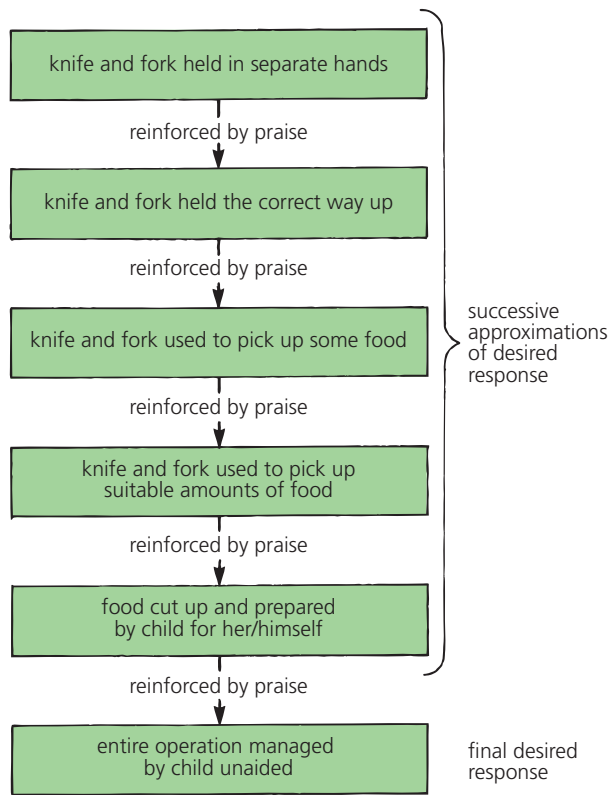 knife and fork held in separate hands
reinforced by praise
knife and fork held the correct way up
reinforced by praise
knife and fork used to pick up some food
reinforced by praise
knife and fork used to pick up
suitable amounts of food
reinforced by praise
food cut up and prepared
by child for her/himself
reinforced by praise
entire operation managed
by child unaided
successive
approximations
of desired
response
final desired
response